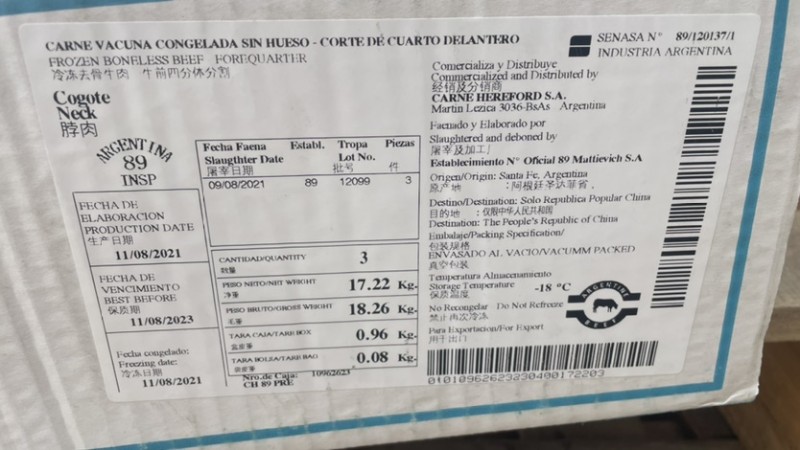 CARNE VACUNA CONGELADA SIN HUESO - CORTE DE CUARTO DELANTERO
FROZEN BONELESS BEEF FOREQUARTER
冷冻去骨牛肉 牛前四分体分割
SENASA N° 89/120137/1
INDUSTRIA ARGENTINA
Cogote
Neck
脖肉
ARGENTINA
89
INSP
Fecha Faena Establ. Tropa Piezas
Slaugthter Date Lot No.
屠宰日期 批号 件
09/08/2021 89 12099 3
FECHA DE
ELABORACION
PRODUCTION DATE
生产日期
11/08/2021
FECHA DE
VENCIMIENTO
BEST BEFORE
保质期
11/08/2023
Fecha congelado:
Freezing date:
冷冻日期
11/08/2021
CANTIDAD/QUANTITY 3
数量
PESO NETO/NET WEIGHT 17.22 Kg.
净重
PESO BRUTO/GROSS WEIGHT 18.26 Kg.
毛重
TARA CAJA/TARE BOX 0.96 Kg.
TARA BOLSA/TARE BAG 0.08 Kg.
Nro.de Caja: 10962623
CH 89 PRE
Comercializa y Distribuye
Commercialized and Distributed by
经销及分销商
CARNE HEREFORD S.A.
Martin Lezica 3036-BsAs Argentina
Faenado y Elaborado por
Slaughtered and deboned by
屠宰及加工/
Establecimiento N° Oficial 89 Mattievich S.A
Origen/Origin: Santa Fe, Argentina
原产地 :阿根廷圣达菲省,
Destino/Destination: Solo Republica Popular China
目的地 :仅限中华人民共和国
Destination: The People's Republic of China
Embalaje/Packing Specification/
包装规格
ENVASADO AL VACIO/VACUMM PACKED
真空包装
Temperatura Almacenamiento
Storage Temperature -18 °C
保质温度
No Recongelar Do Not Refreeze
禁止再次冷冻
Para Exportacion/For Export
用于出口
ARGENTINE
BEEF
0101096262323040017220​3